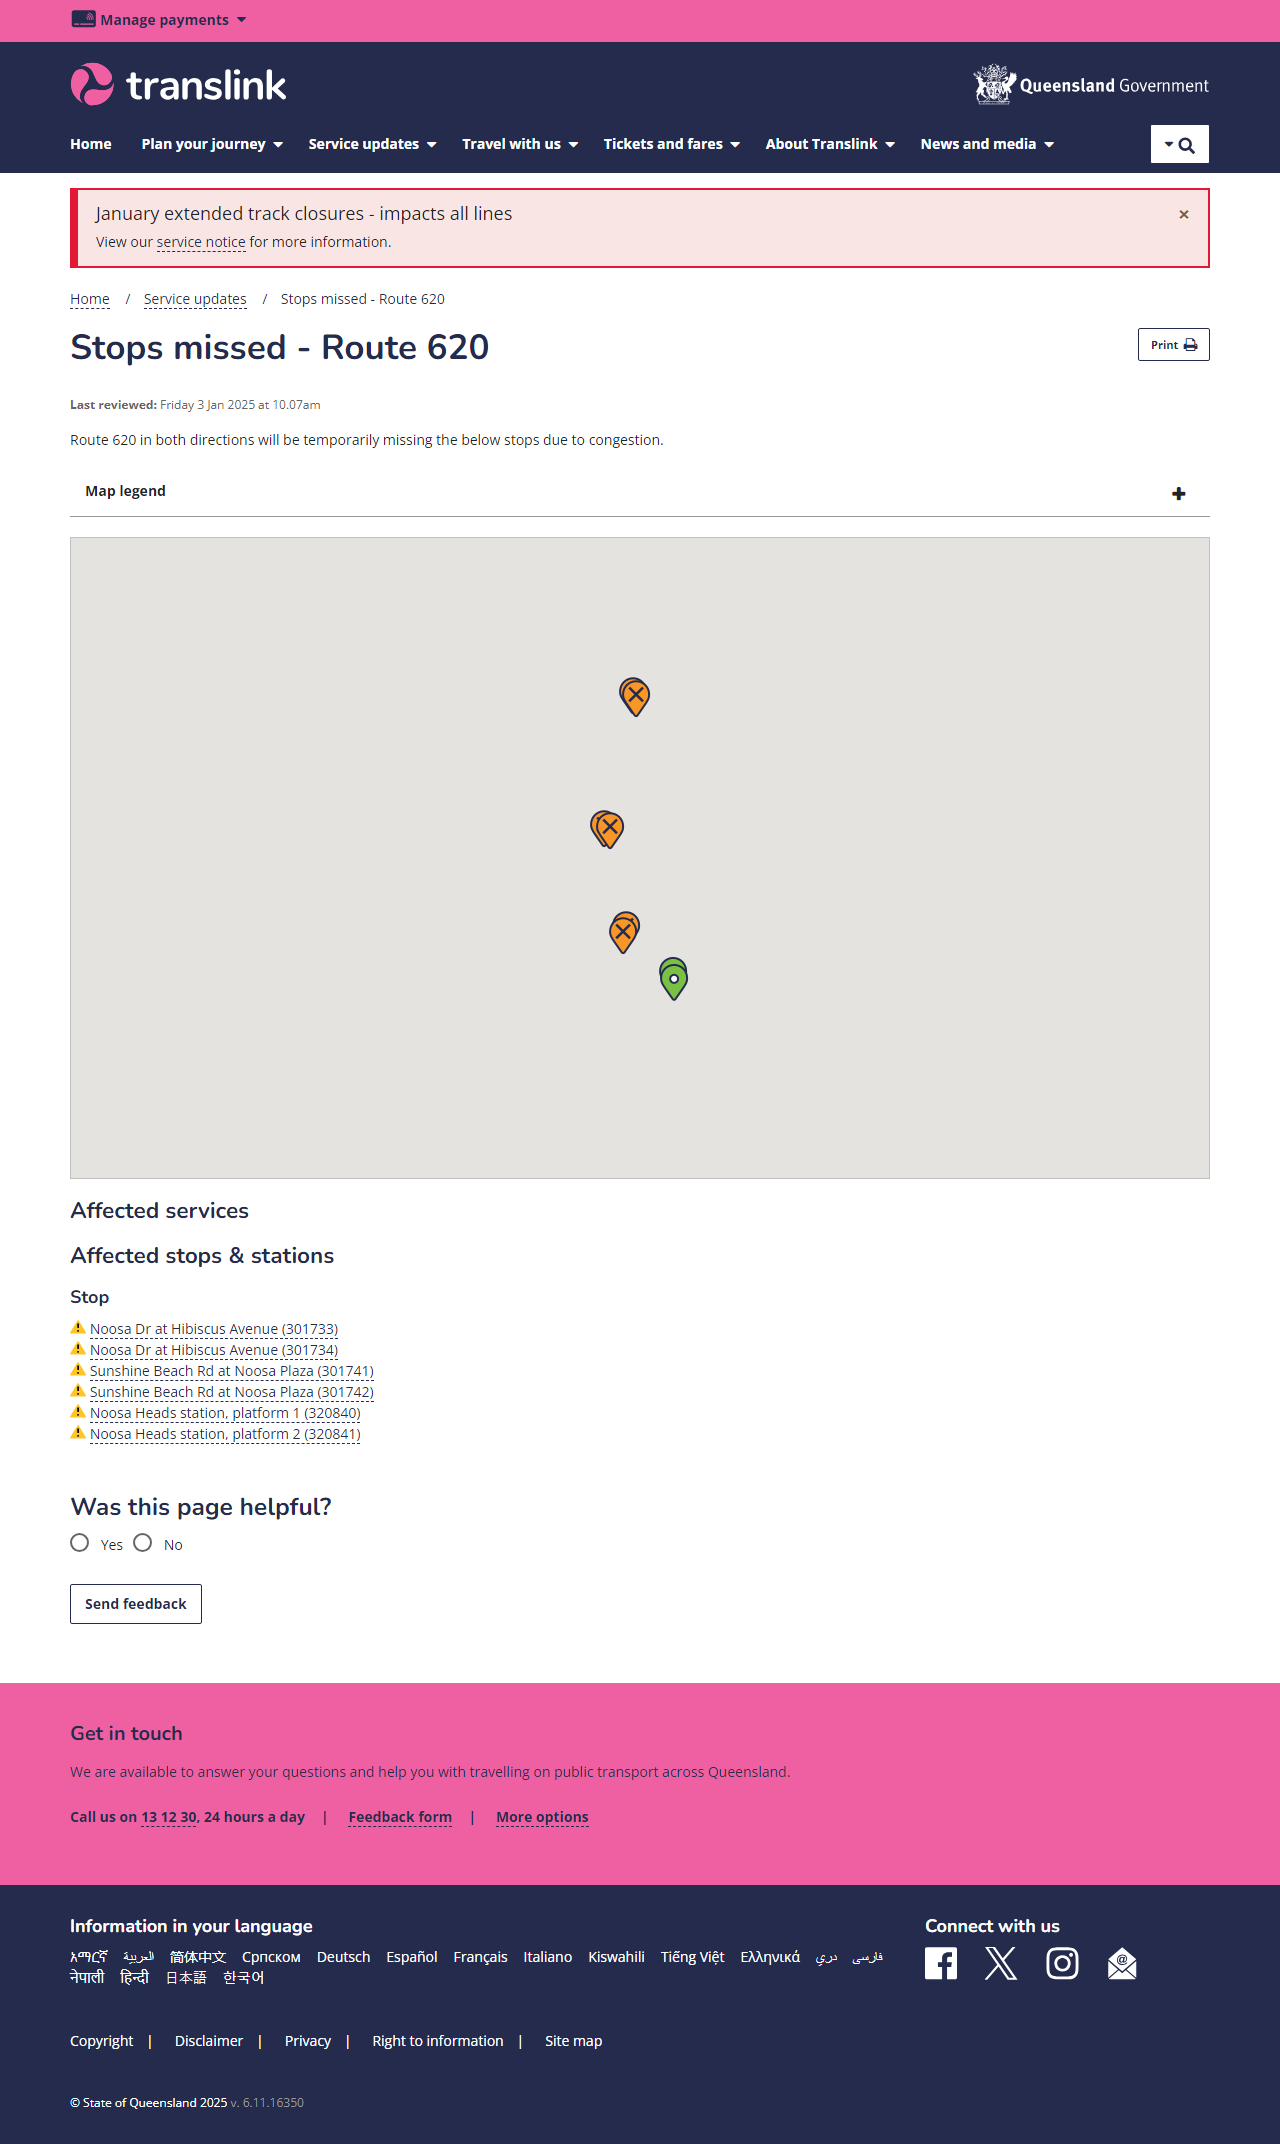 Manage payments
translink
Queensland Government
Home Plan your journey Service updates Travel with us Tickets and fares About Translink News and media
January extended track closures - impacts all lines
×
View our service notice for more information.
Home / Service updates / Stops missed - Route 620
Stops missed - Route 620
Print
Last reviewed: Friday 3 Jan 2025 at 10.07am
Route 620 in both directions will be temporarily missing the below stops due to congestion.
Map legend
Affected services
Affected stops & stations
Stop
Noosa Dr at Hibiscus Avenue (301733)
Noosa Dr at Hibiscus Avenue (301734)
Sunshine Beach Rd at Noosa Plaza (301741)
Sunshine Beach Rd at Noosa Plaza (301742)
Noosa Heads station, platform 1 (320840)
Noosa Heads station, platform 2 (320841)
Was this page helpful?
Yes No
Send feedback
Get in touch
We are available to answer your questions and help you with travelling on public transport across Queensland.
Call us on 13 12 30, 24 hours a day | Feedback form | More options
Information in your language
Connect with us
አማርኛ العربية 简体中文 Српском Deutsch Español Français Italiano Kiswahili Tiếng Việt Ελληνικά دري فارسی
नेपाली हिन्दी 日本語 한국어
Copyright | Disclaimer | Privacy | Right to information | Site map
© State of Queensland 2025 v. 6.11.16350